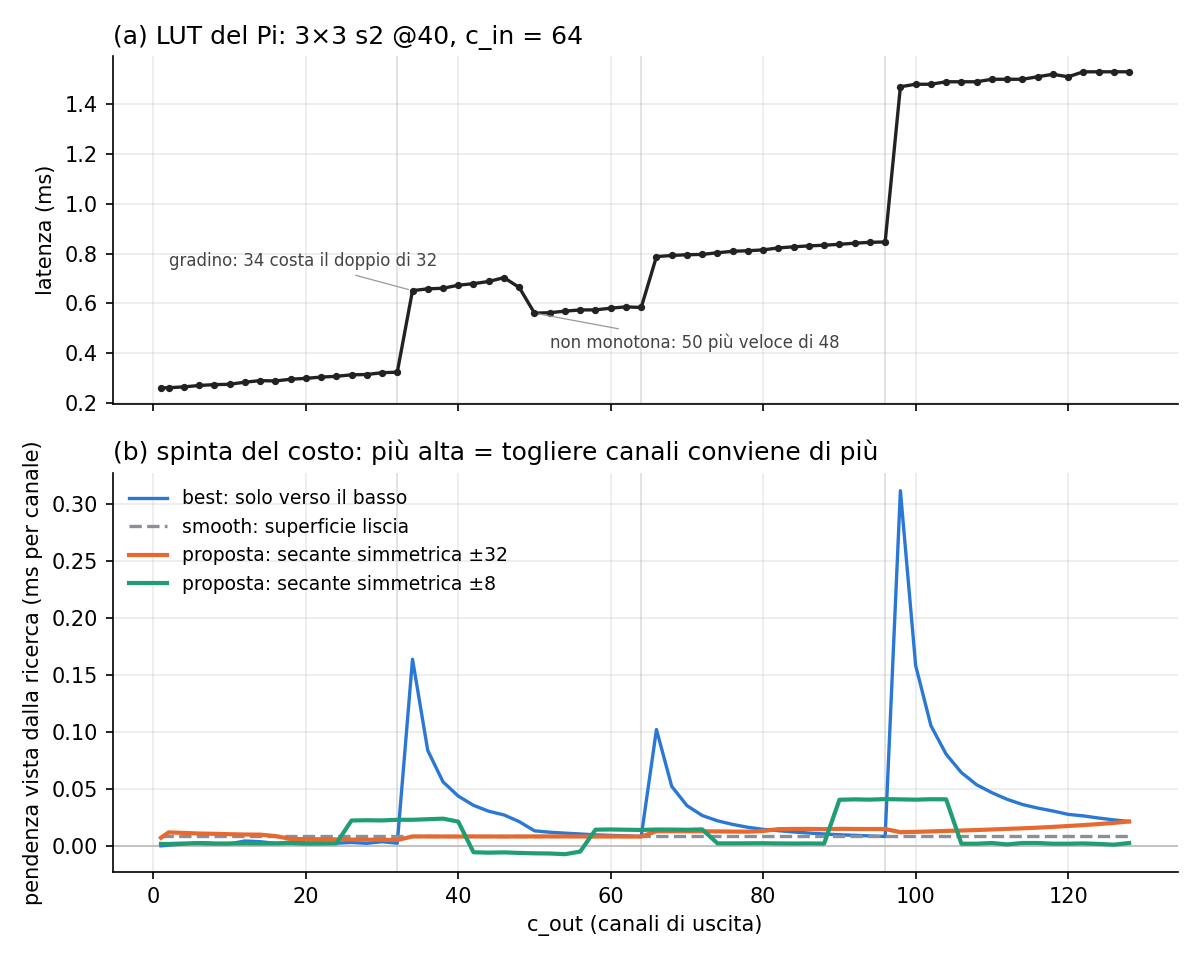 (a) LUT del Pi: 3×3 s2 @40, c_in = 64
latenza (ms)
1.4
1.2
1.0
0.8
0.6
0.4
0.2
gradino: 34 costa il doppio di 32
non monotona: 50 più veloce di 48
(b) spinta del costo: più alta = togliere canali conviene di più
pendenza vista dalla ricerca (ms per canale)
0.30
0.25
0.20
0.15
0.10
0.05
0.00
best: solo verso il basso
smooth: superficie liscia
proposta: secante simmetrica ±32
proposta: secante simmetrica ±8
0 20 40 60 80 100 120
c_out (canali di uscita)